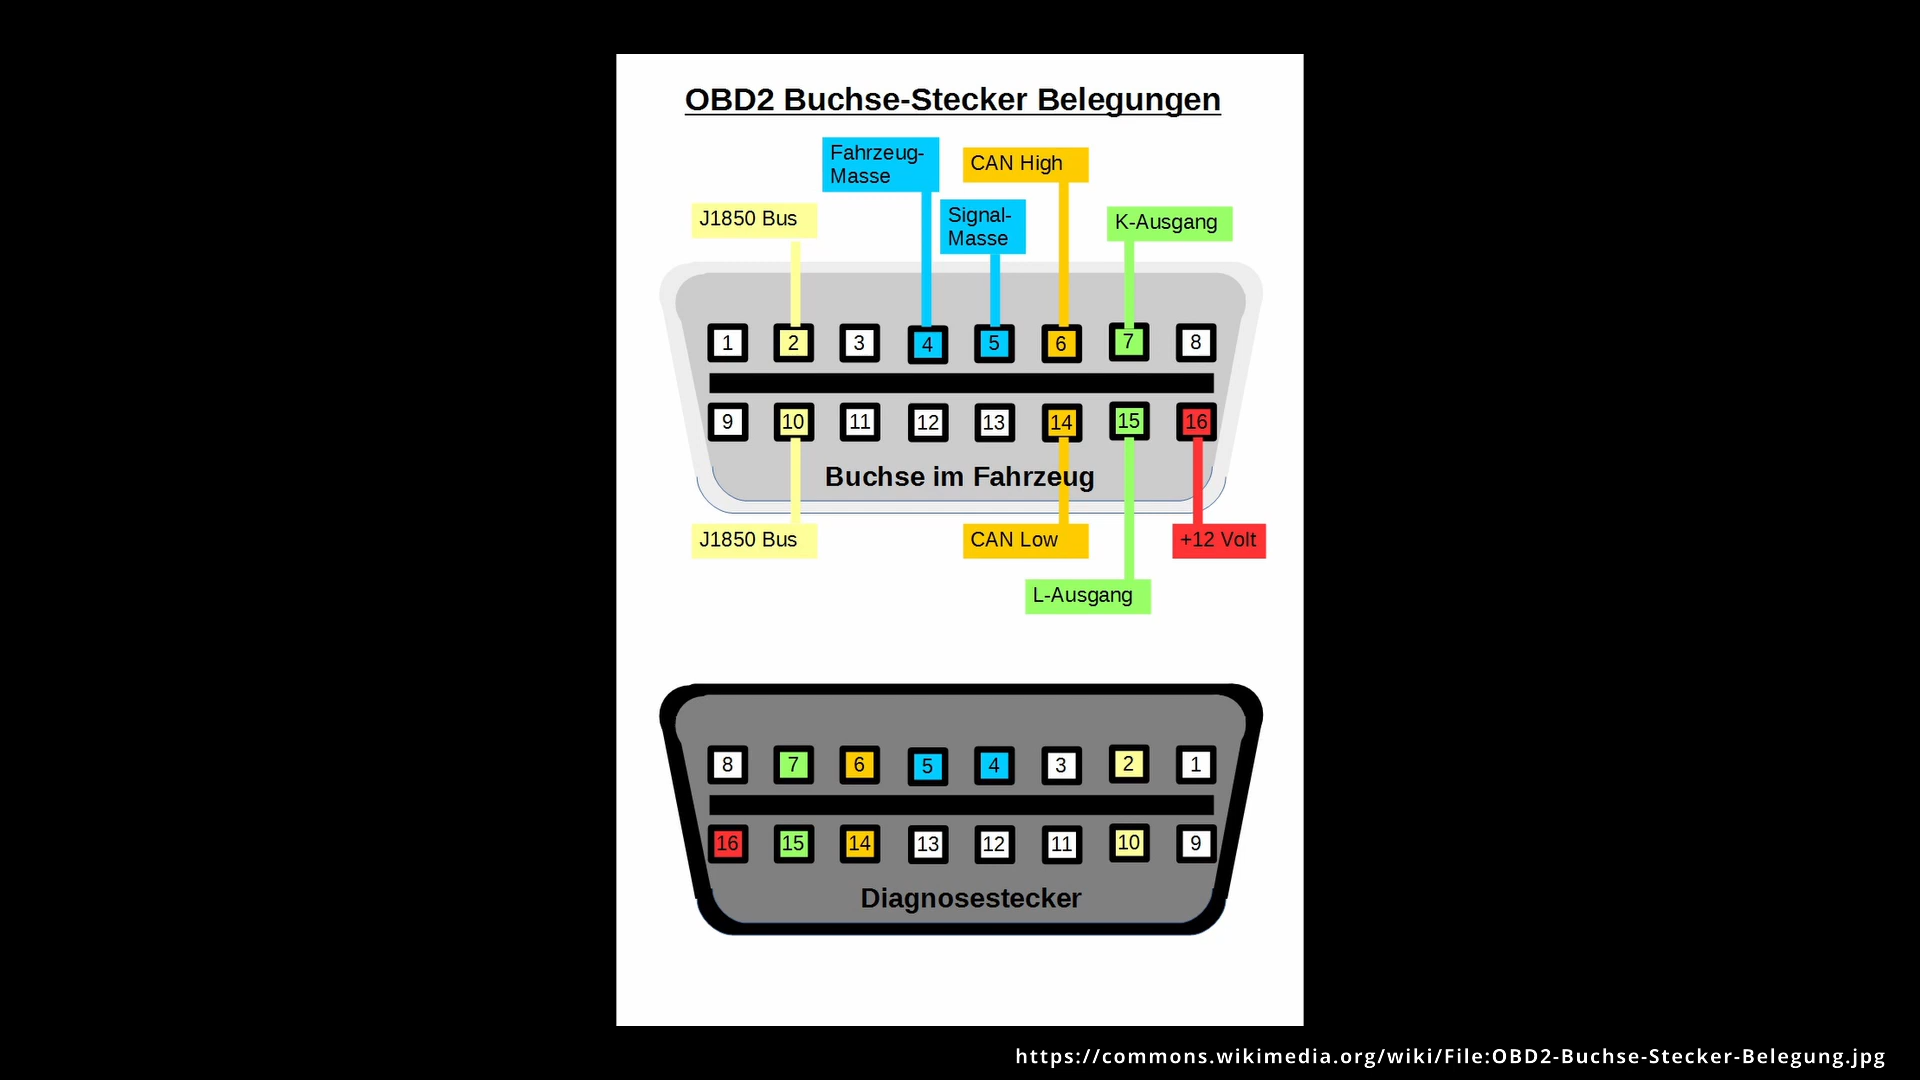 OBD2 Buchse-Stecker Belegungen
Fahrzeug-
Masse
CAN High
J1850 Bus
Signal-
Masse
K-Ausgang
1 2 3 4 5 6 7 8
9 10 11 12 13 14 15 16
Buchse im Fahrzeug
J1850 Bus
CAN Low
+12 Volt
L-Ausgang
8 7 6 5 4 3 2 1
16 15 14 13 12 11 10 9
Diagnosestecker
https://commons.wikimedia.org/wiki/File:OBD2-Buchse-Stecker-Belegung.jpg